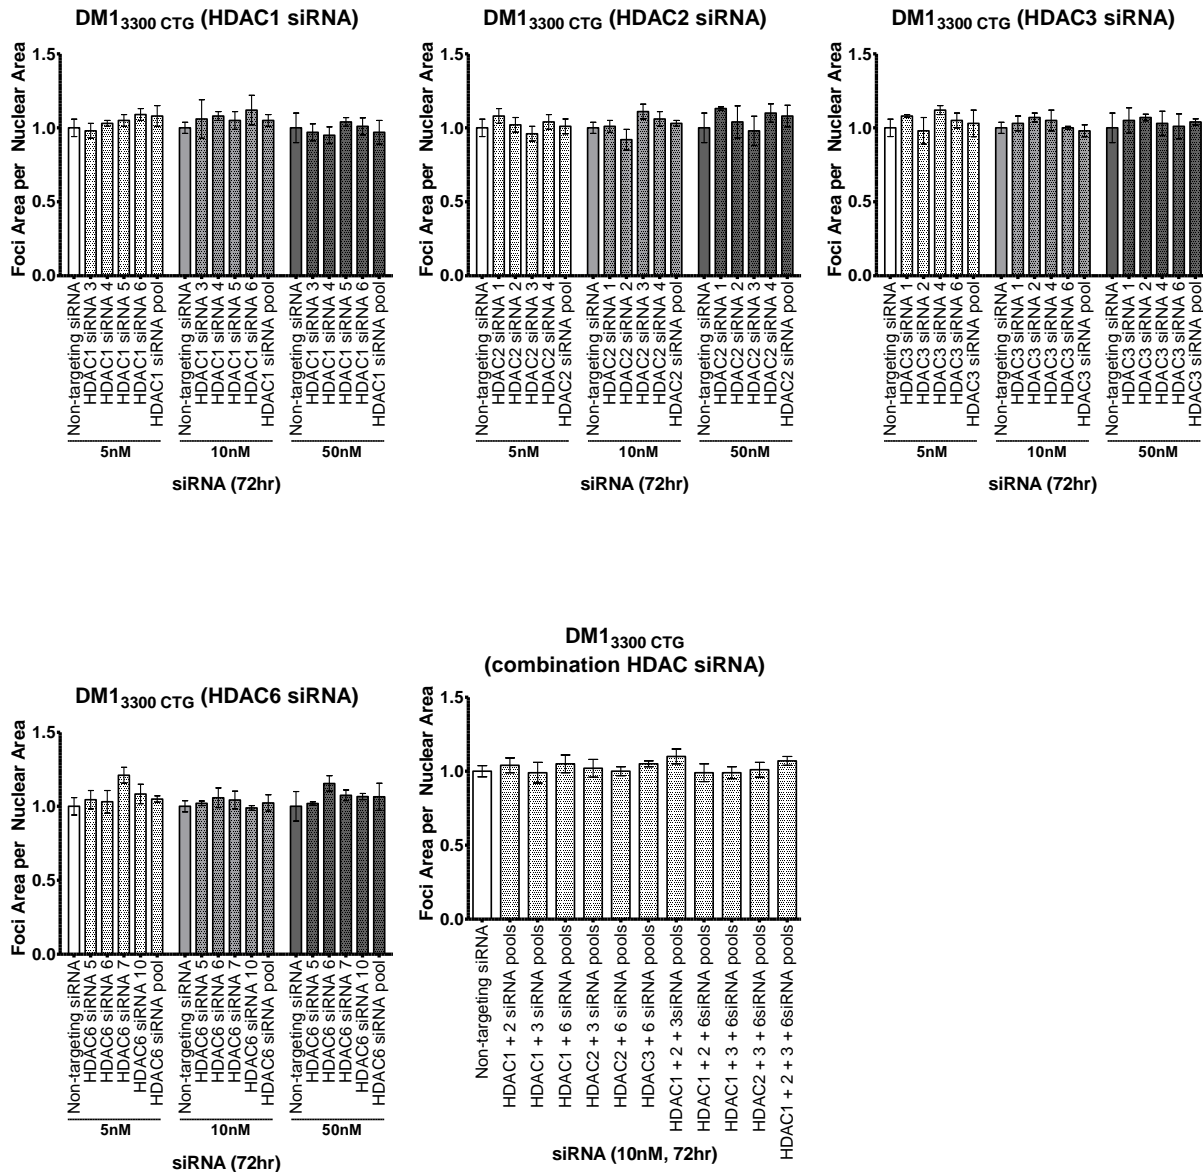 DM13300 CTG (HDAC1 siRNA)
Foci Area per Nuclear Area
1.5
1.0
0.5
0.0
Non-targeting siRNA
HDAC1 siRNA 3
HDAC1 siRNA 4
HDAC1 siRNA 5
HDAC1 siRNA 6
HDAC1 siRNA pool
Non-targeting siRNA
HDAC1 siRNA 3
HDAC1 siRNA 4
HDAC1 siRNA 5
HDAC1 siRNA 6
HDAC1 siRNA pool
Non-targeting siRNA
HDAC1 siRNA 3
HDAC1 siRNA 4
HDAC1 siRNA 5
HDAC1 siRNA 6
HDAC1 siRNA pool
5nM
10nM
50nM
siRNA (72hr)
DM13300 CTG (HDAC2 siRNA)
Foci Area per Nuclear Area
1.5
1.0
0.5
0.0
Non-targeting siRNA
HDAC2 siRNA 1
HDAC2 siRNA 2
HDAC2 siRNA 3
HDAC2 siRNA 4
HDAC2 siRNA pool
Non-targeting siRNA
HDAC2 siRNA 1
HDAC2 siRNA 2
HDAC2 siRNA 3
HDAC2 siRNA 4
HDAC2 siRNA pool
Non-targeting siRNA
HDAC2 siRNA 1
HDAC2 siRNA 2
HDAC2 siRNA 3
HDAC2 siRNA 4
HDAC2 siRNA pool
5nM
10nM
50nM
siRNA (72hr)
DM13300 CTG (HDAC3 siRNA)
Foci Area per Nuclear Area
1.5
1.0
0.5
0.0
Non-targeting siRNA
HDAC3 siRNA 1
HDAC3 siRNA 2
HDAC3 siRNA 4
HDAC3 siRNA 6
HDAC3 siRNA pool
Non-targeting siRNA
HDAC3 siRNA 1
HDAC3 siRNA 2
HDAC3 siRNA 4
HDAC3 siRNA 6
HDAC3 siRNA pool
Non-targeting siRNA
HDAC3 siRNA 1
HDAC3 siRNA 2
HDAC3 siRNA 4
HDAC3 siRNA 6
HDAC3 siRNA pool
5nM
10nM
50nM
siRNA (72hr)
DM13300 CTG (HDAC6 siRNA)
Foci Area per Nuclear Area
1.5
1.0
0.5
0.0
Non-targeting siRNA
HDAC6 siRNA 5
HDAC6 siRNA 6
HDAC6 siRNA 7
HDAC6 siRNA 10
HDAC6 siRNA pool
Non-targeting siRNA
HDAC6 siRNA 5
HDAC6 siRNA 6
HDAC6 siRNA 7
HDAC6 siRNA 10
HDAC6 siRNA pool
Non-targeting siRNA
HDAC6 siRNA 5
HDAC6 siRNA 6
HDAC6 siRNA 7
HDAC6 siRNA 10
HDAC6 siRNA pool
5nM
10nM
50nM
siRNA (72hr)
DM13300 CTG
(combination HDAC siRNA)
Foci Area per Nuclear Area
1.5
1.0
0.5
0.0
Non-targeting siRNA
HDAC1 + 2 siRNA pools
HDAC1 + 3 siRNA pools
HDAC1 + 6 siRNA pools
HDAC2 + 3 siRNA pools
HDAC2 + 6 siRNA pools
HDAC3 + 6 siRNA pools
HDAC1 + 2 + 3siRNA pools
HDAC1 + 2 + 6siRNA pools
HDAC1 + 3 + 6siRNA pools
HDAC2 + 3 + 6siRNA pools
HDAC1 + 2 + 3 + 6siRNA pools
siRNA (10nM, 72hr)